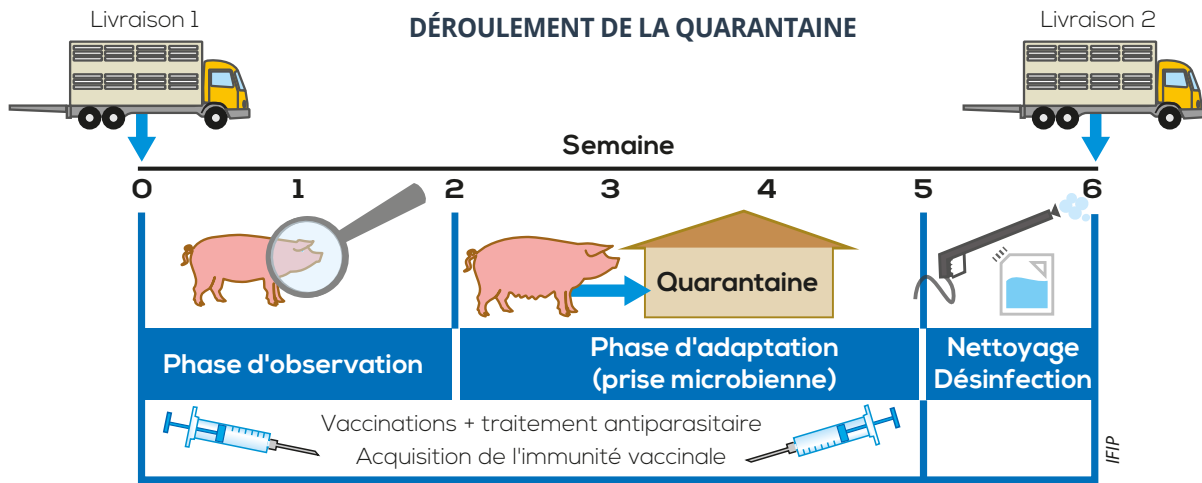 Livraison 1
DÉROULEMENT DE LA QUARANTAINE
Livraison 2
Semaine
0 1 2 3 4 5 6
Quarantaine
Phase d'observation
Phase d'adaptation
(prise microbienne)
Nettoyage
Désinfection
Vaccinations + traitement antiparasitaire
Acquisition de l'immunité vaccinale
IFIP